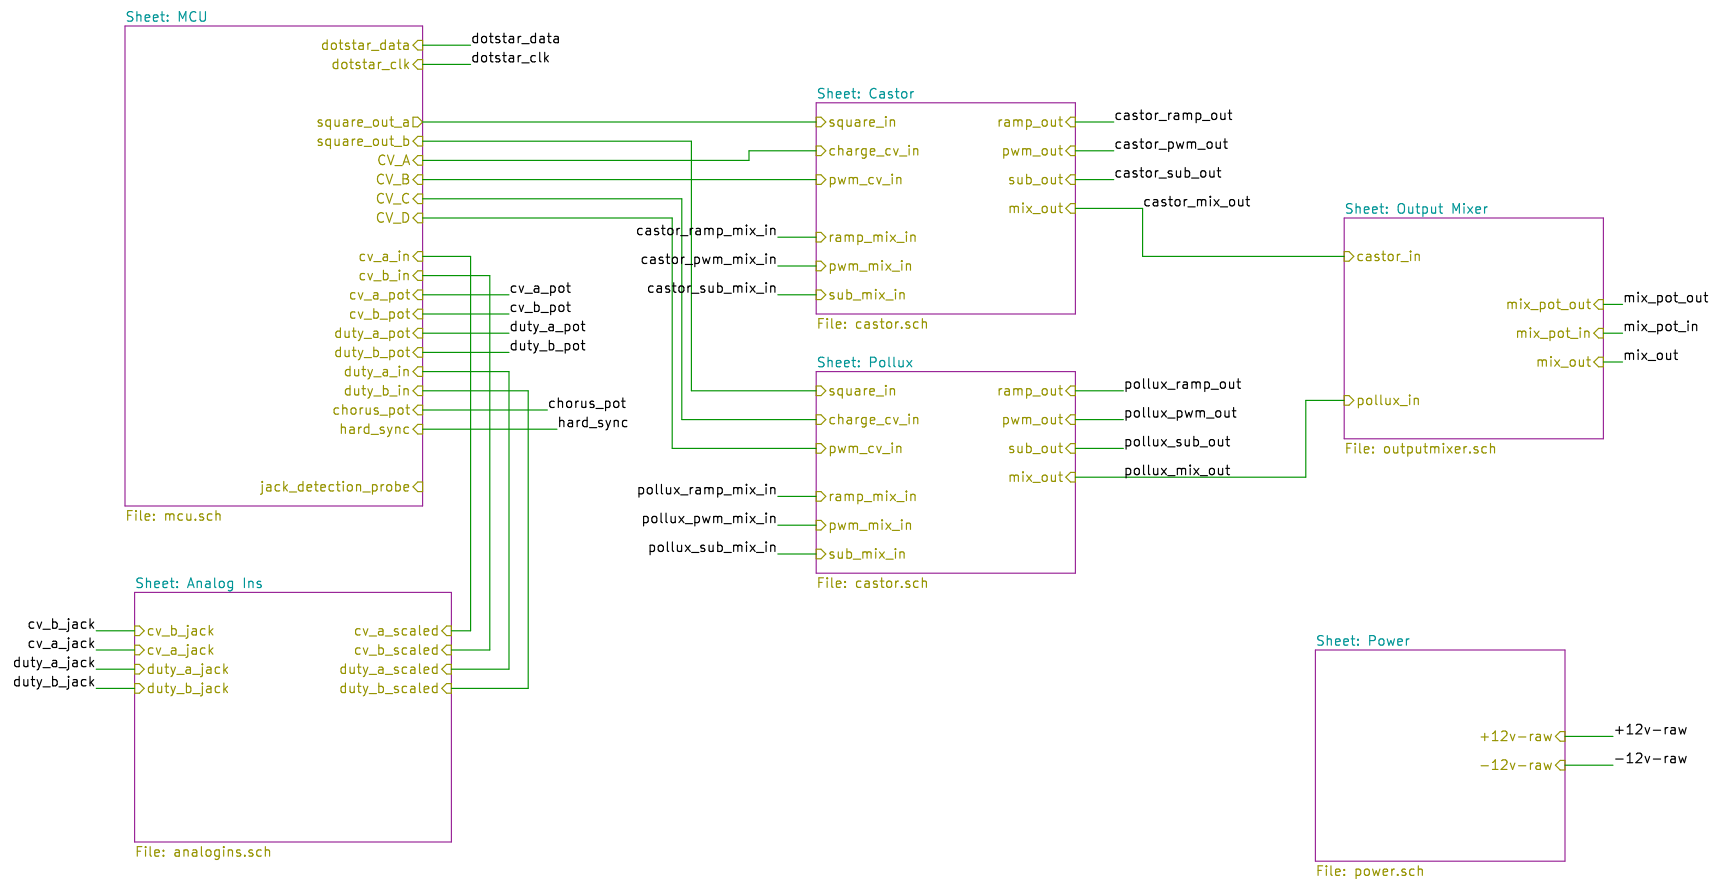 Sheet: MCU
dotstar_data
dotstar_data
dotstar_clk
dotstar_clk
square_out_a
square_out_b
CV_A
CV_B
CV_C
CV_D
cv_a_in
cv_b_in
cv_a_pot
cv_a_pot
cv_b_pot
cv_b_pot
duty_a_pot
duty_a_pot
duty_b_pot
duty_b_pot
duty_a_in
duty_b_in
chorus_pot
chorus_pot
hard_sync
hard_sync
jack_detection_probe
File: mcu.sch
Sheet: Analog Ins
cv_b_jack
cv_b_jack
cv_a_scaled
cv_a_jack
cv_a_jack
cv_b_scaled
duty_a_jack
duty_a_jack
duty_a_scaled
duty_b_jack
duty_b_jack
duty_b_scaled
File: analogins.sch
Sheet: Castor
square_in
ramp_out
castor_ramp_out
charge_cv_in
pwm_out
castor_pwm_out
pwm_cv_in
sub_out
castor_sub_out
mix_out
castor_mix_out
castor_ramp_mix_in
ramp_mix_in
castor_pwm_mix_in
pwm_mix_in
castor_sub_mix_in
sub_mix_in
File: castor.sch
Sheet: Pollux
square_in
ramp_out
pollux_ramp_out
charge_cv_in
pwm_out
pollux_pwm_out
pwm_cv_in
sub_out
pollux_sub_out
mix_out
pollux_mix_out
pollux_ramp_mix_in
ramp_mix_in
pollux_pwm_mix_in
pwm_mix_in
pollux_sub_mix_in
sub_mix_in
File: castor.sch
Sheet: Output Mixer
castor_in
mix_pot_out
mix_pot_out
mix_pot_in
mix_pot_in
mix_out
mix_out
pollux_in
File: outputmixer.sch
Sheet: Power
+12v-raw
+12v-raw
-12v-raw
-12v-raw
File: power.sch